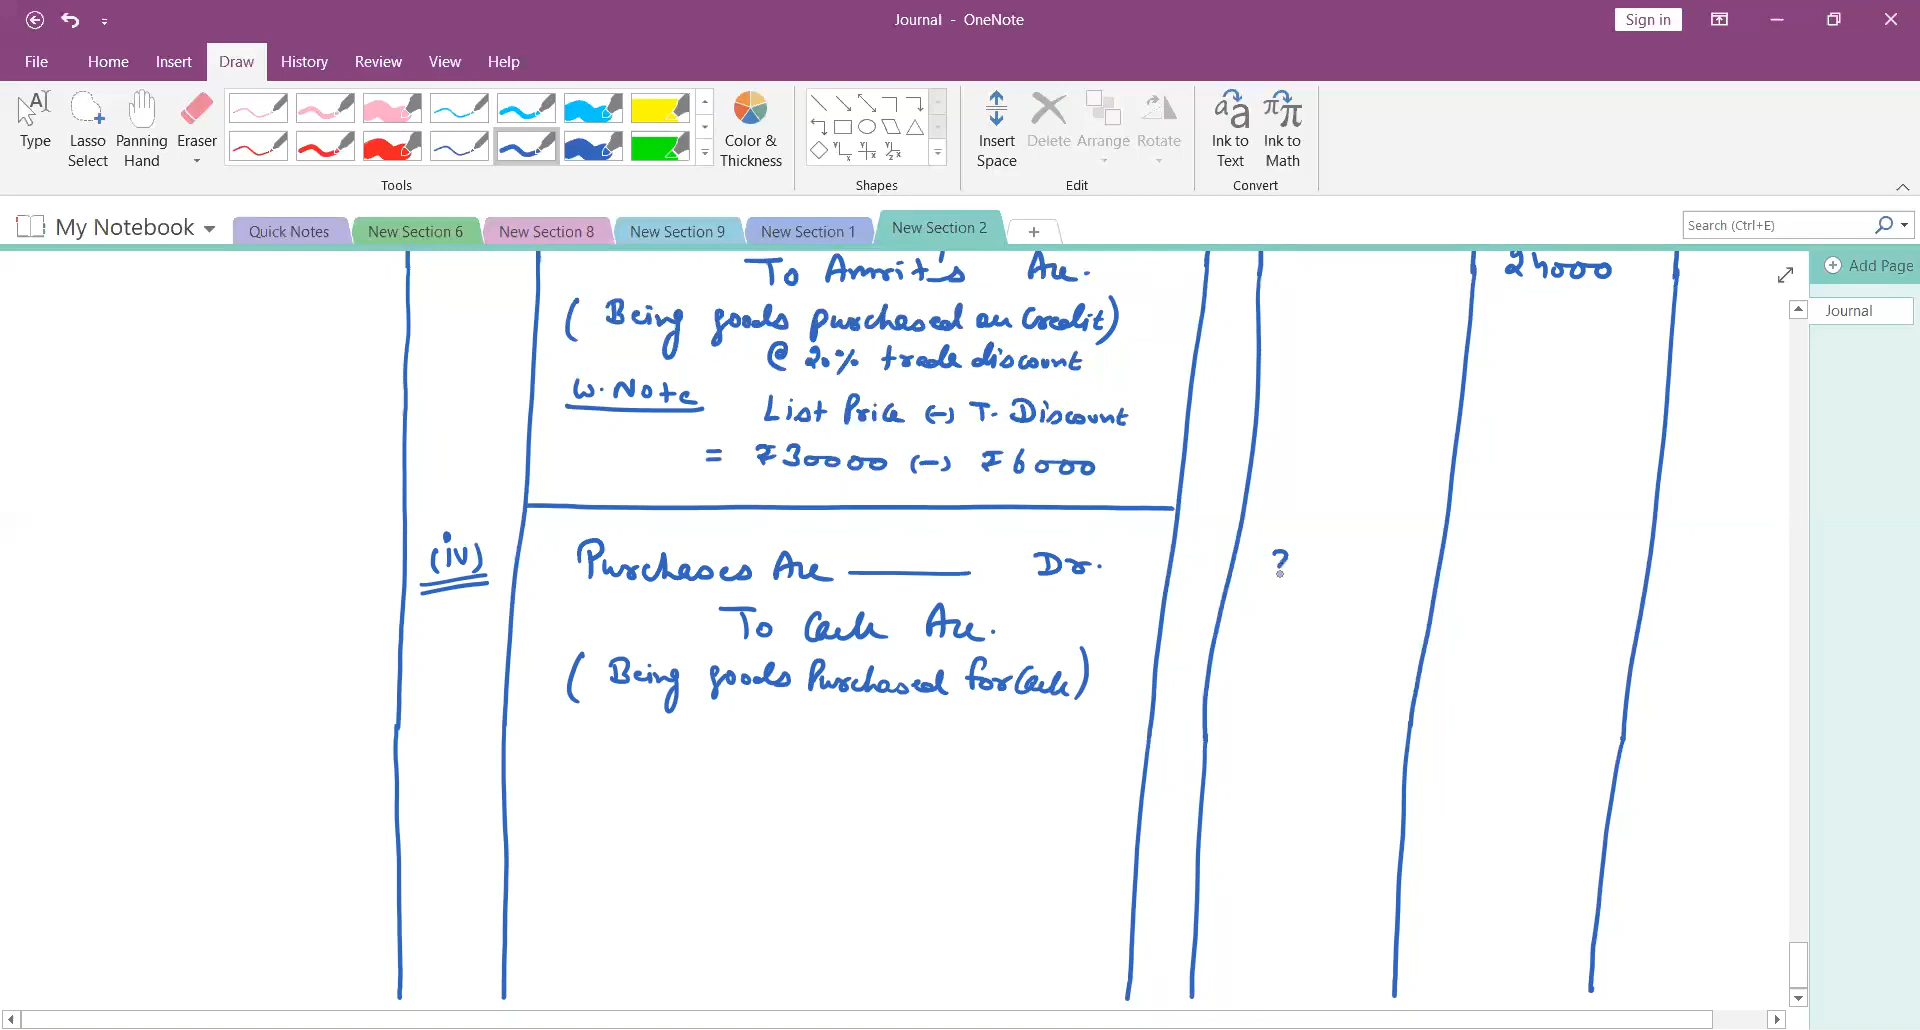 Journal - OneNote
Sign in
File Home Insert Draw History Review View Help
Type
Lasso Select
Panning Hand
Eraser
Color & Thickness
Insert Space
Delete
Arrange
Rotate
Ink to Text
Ink to Math
Tools
Shapes
Edit
Convert
My Notebook
Quick Notes
New Section 6
New Section 8
New Section 9
New Section 1
New Section 2
Search (Ctrl+E)
Add Page
Journal
To Amrit's A/c. 24000
( Being goods purchased on credit)
@ 20% trade discount
W. Note
List Price (-) T. Discount
= ₹30000 (-) ₹6000
(iv) Purchases A/c Dr. ?
To Cash A/c.
( Being goods Purchased for Cash)